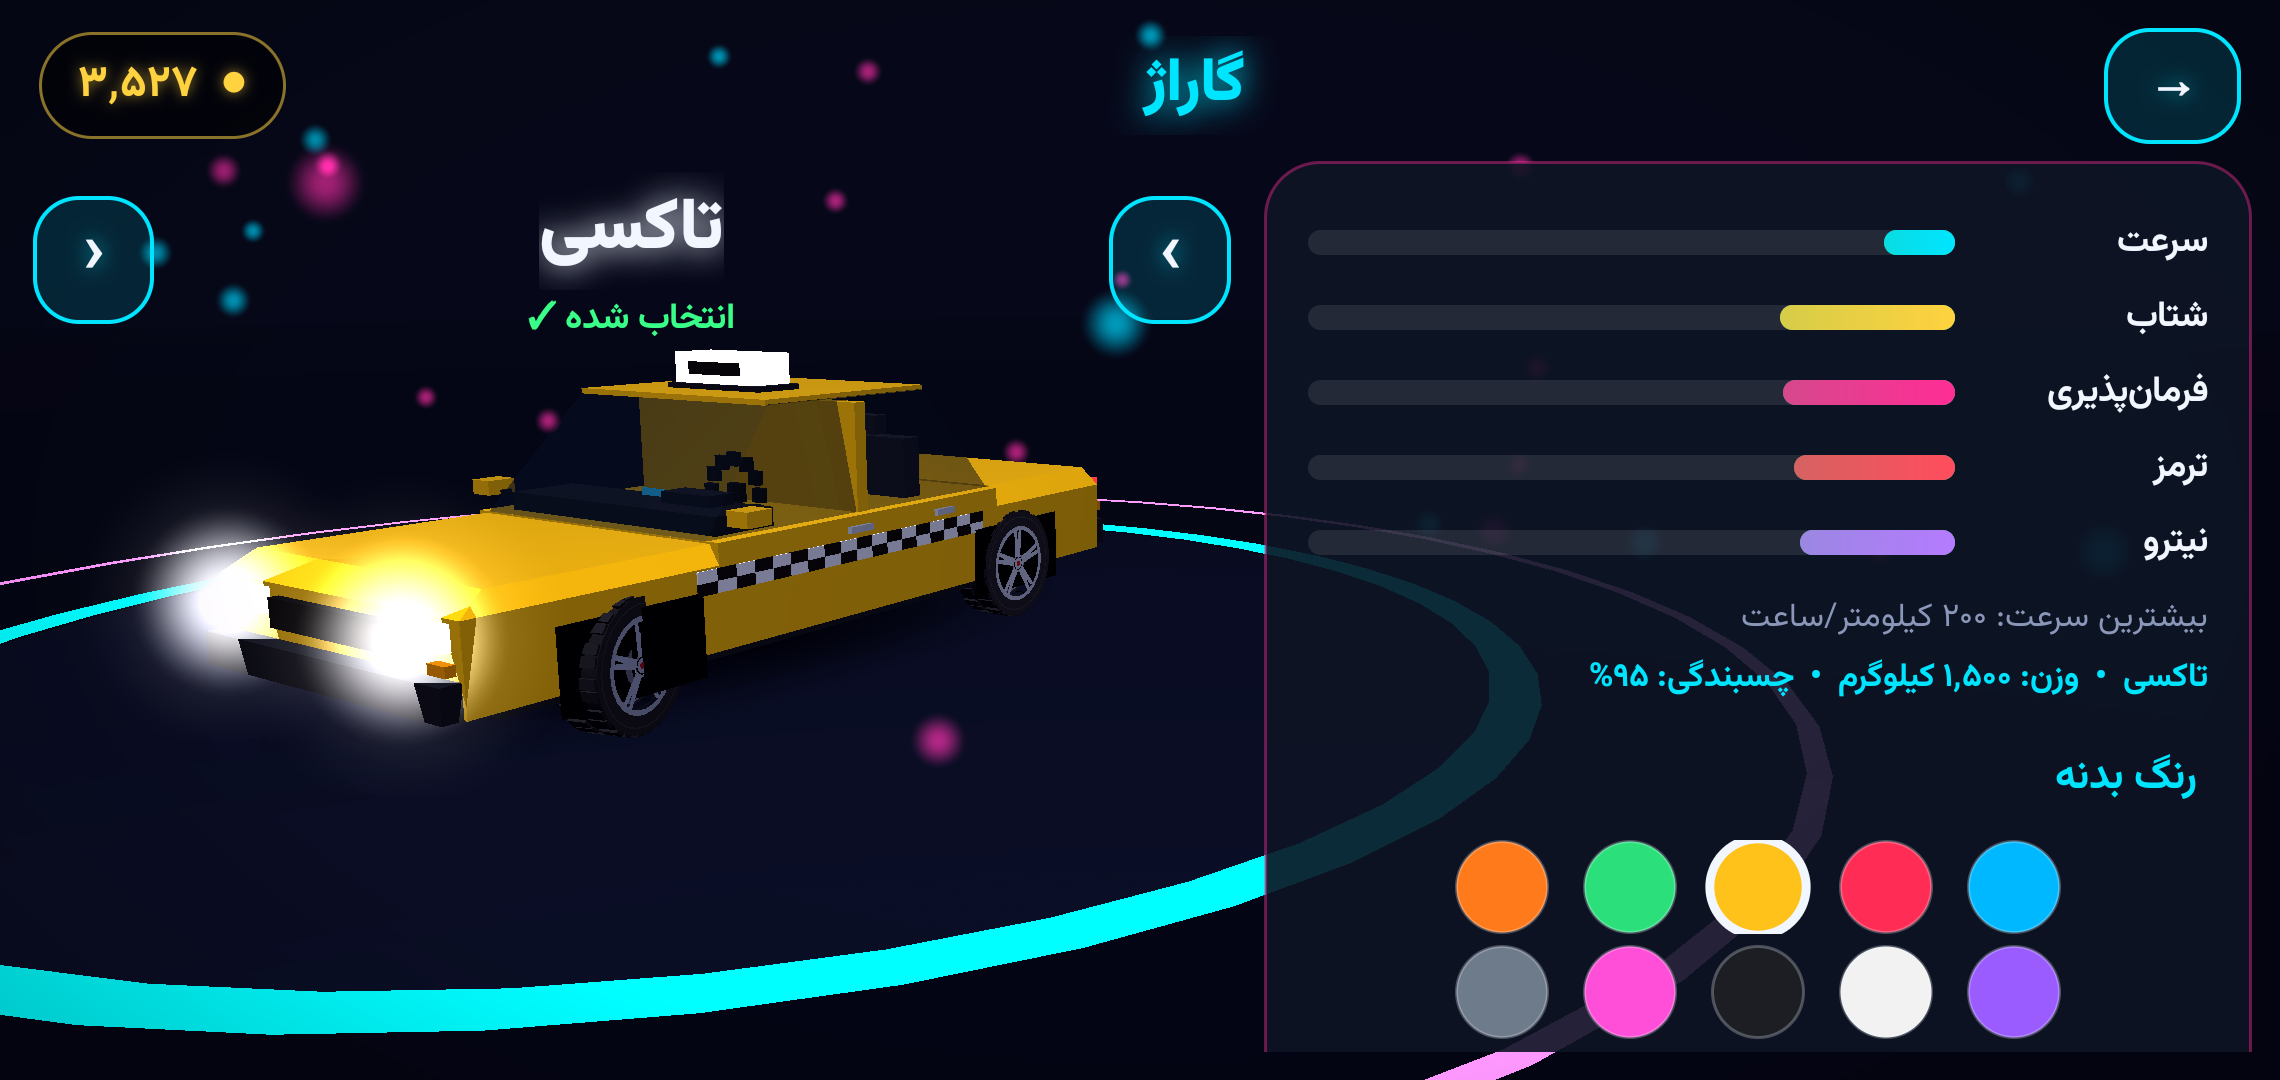 گاراژ
→
۳,۵۲۷
تاکسی
انتخاب شده ✓
سرعت
شتاب
فرمان‌پذیری
ترمز
نیترو
بیشترین سرعت: ۲۰۰ کیلومتر/ساعت
تاکسی • وزن: ۱,۵۰۰ کیلوگرم • چسبندگی: ۹۵%
رنگ بدنه